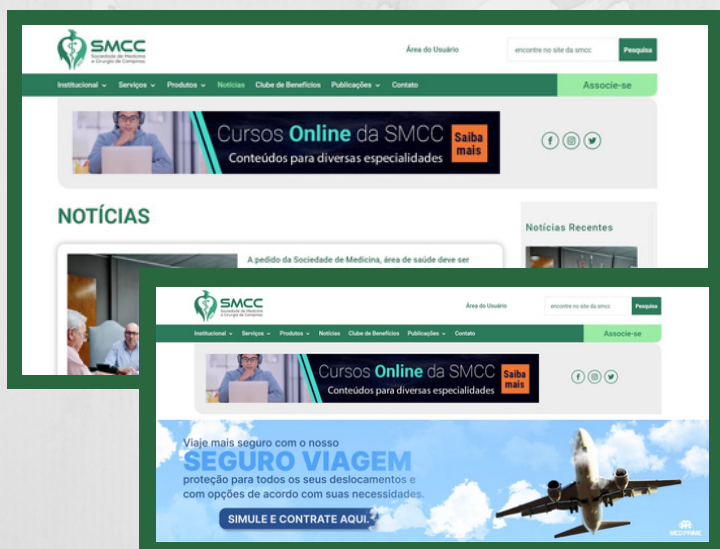 SMCC
Sociedade de Medicina
e Cirurgia de Campinas
Área do Usuário
encontre no site da smcc
Pesquisa
Institucional Serviços Produtos Notícias Clube de Benefícios Publicações Contato
Associe-se
Cursos Online da SMCC
Conteúdos para diversas especialidades
Saiba
mais
NOTÍCIAS
Notícias Recentes
A pedido da Sociedade de Medicina, área de saúde deve ser
SMCC
Sociedade de Medicina
e Cirurgia de Campinas
Área do Usuário
encontre no site da smcc
Pesquisa
Institucional Serviços Produtos Notícias Clube de Benefícios Publicações Contato
Associe-se
Cursos Online da SMCC
Conteúdos para diversas especialidades
Saiba
mais
Viaje mais seguro com o nosso
SEGURO VIAGEM
proteção para todos os seus deslocamentos e
com opções de acordo com suas necessidades.
SIMULE E CONTRATE AQUI.
MED PRIME